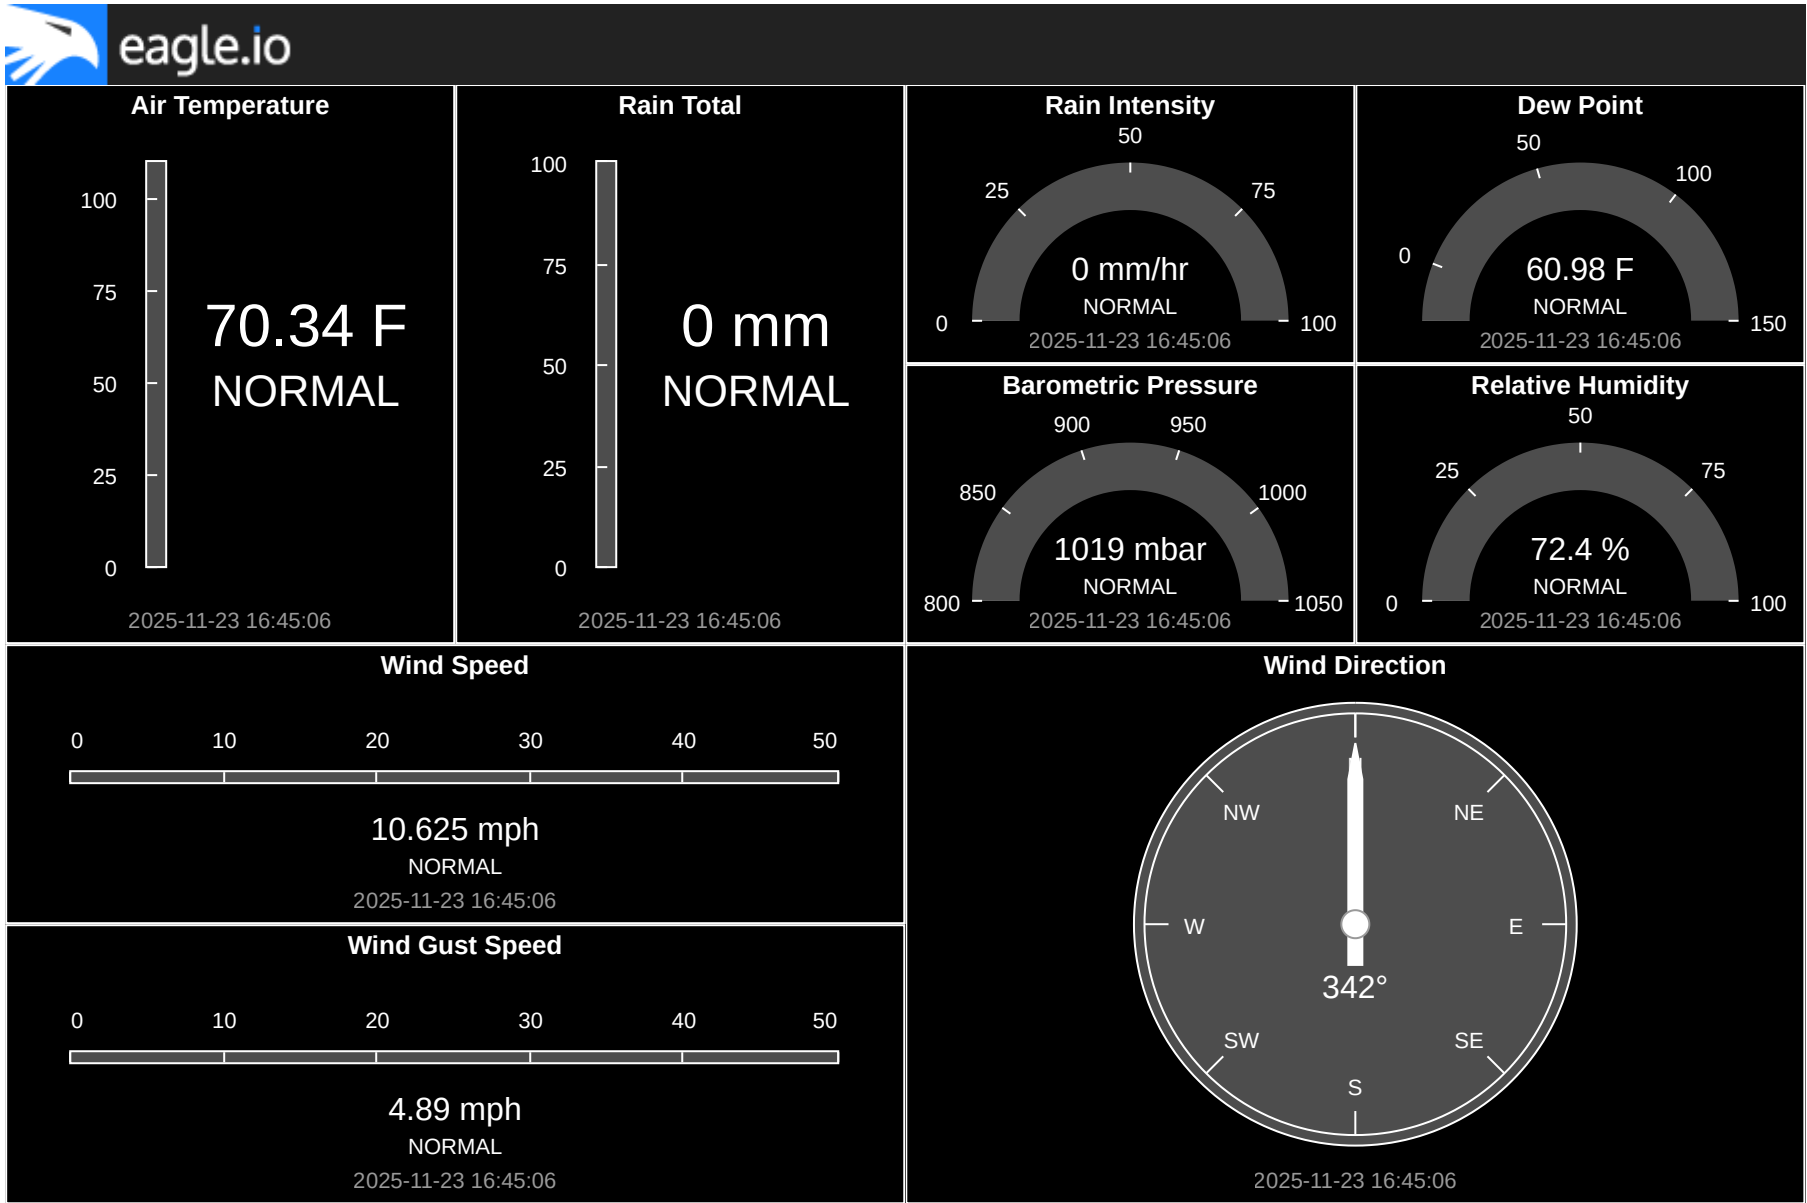 eagle.io
Air Temperature
100
75
50
25
0
70.34 F
NORMAL
2025-11-23 16:45:06
Rain Total
100
75
50
25
0
0 mm
NORMAL
2025-11-23 16:45:06
Rain Intensity
50
25
75
0
100
0 mm/hr
NORMAL
2025-11-23 16:45:06
Dew Point
50
100
0
150
60.98 F
NORMAL
2025-11-23 16:45:06
Barometric Pressure
900 950
850
1000
800
1050
1019 mbar
NORMAL
2025-11-23 16:45:06
Relative Humidity
50
25
75
0
100
72.4 %
NORMAL
2025-11-23 16:45:06
Wind Speed
0 10 20 30 40 50
10.625 mph
NORMAL
2025-11-23 16:45:06
Wind Gust Speed
0 10 20 30 40 50
4.89 mph
NORMAL
2025-11-23 16:45:06
Wind Direction
NW NE
W E
342°
SW SE
S
2025-11-23 16:45:06